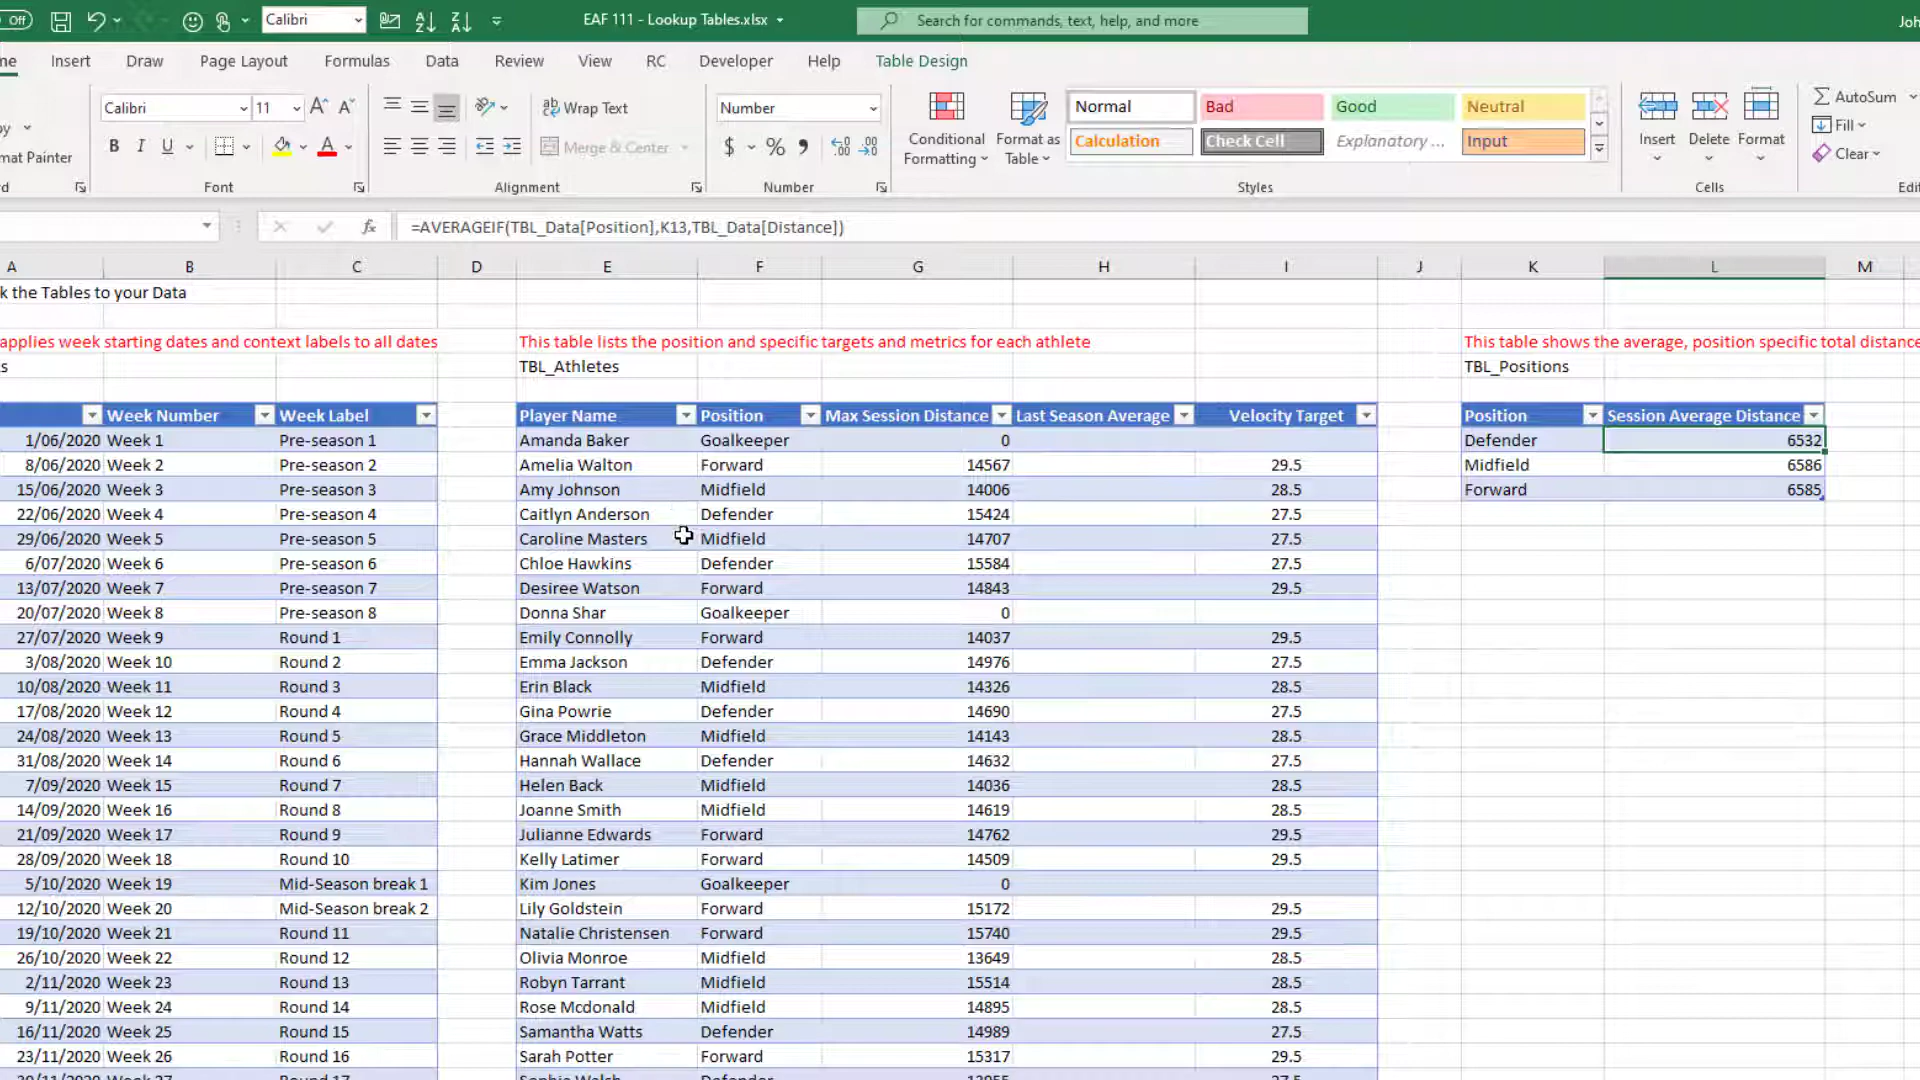 Off Calibri EAF 111 - Lookup Tables.xlsx Search for commands, text, help, and more Joh
me Insert Draw Page Layout Formulas Data Review View RC Developer Help Table Design
Calibri 11 Wrap Text Number Normal Bad Good Neutral AutoSum
Conditional Formatting Format as Table Insert Delete Format Fill
B I U Merge & Center $ % Calculation Check Cell Explanatory ... Input Clear
mat Painter
Font Alignment Number Styles Cells Edi
fx =AVERAGEIF(TBL_Data[Position],K13,TBL_Data[Distance])
A B C D E F G H I J K L M
k the Tables to your Data
applies week starting dates and context labels to all dates This table lists the position and specific targets and metrics for each athlete This table shows the average, position specific total distance
s TBL_Athletes TBL_Positions
Week Number Week Label Player Name Position Max Session Distance Last Season Average Velocity Target Position Session Average Distance
1/06/2020 Week 1 Pre-season 1 Amanda Baker Goalkeeper 0 Defender 6532
8/06/2020 Week 2 Pre-season 2 Amelia Walton Forward 14567 29.5 Midfield 6586
15/06/2020 Week 3 Pre-season 3 Amy Johnson Midfield 14006 28.5 Forward 6585
22/06/2020 Week 4 Pre-season 4 Caitlyn Anderson Defender 15424 27.5
29/06/2020 Week 5 Pre-season 5 Caroline Masters Midfield 14707 27.5
6/07/2020 Week 6 Pre-season 6 Chloe Hawkins Defender 15584 27.5
13/07/2020 Week 7 Pre-season 7 Desiree Watson Forward 14843 29.5
20/07/2020 Week 8 Pre-season 8 Donna Shar Goalkeeper 0
27/07/2020 Week 9 Round 1 Emily Connolly Forward 14037 29.5
3/08/2020 Week 10 Round 2 Emma Jackson Defender 14976 27.5
10/08/2020 Week 11 Round 3 Erin Black Midfield 14326 28.5
17/08/2020 Week 12 Round 4 Gina Powrie Defender 14690 27.5
24/08/2020 Week 13 Round 5 Grace Middleton Midfield 14143 28.5
31/08/2020 Week 14 Round 6 Hannah Wallace Defender 14632 27.5
7/09/2020 Week 15 Round 7 Helen Back Midfield 14036 28.5
14/09/2020 Week 16 Round 8 Joanne Smith Midfield 14619 28.5
21/09/2020 Week 17 Round 9 Julianne Edwards Forward 14762 29.5
28/09/2020 Week 18 Round 10 Kelly Latimer Forward 14509 29.5
5/10/2020 Week 19 Mid-Season break 1 Kim Jones Goalkeeper 0
12/10/2020 Week 20 Mid-Season break 2 Lily Goldstein Forward 15172 29.5
19/10/2020 Week 21 Round 11 Natalie Christensen Forward 15740 29.5
26/10/2020 Week 22 Round 12 Olivia Monroe Midfield 13649 28.5
2/11/2020 Week 23 Round 13 Robyn Tarrant Midfield 15514 28.5
9/11/2020 Week 24 Round 14 Rose Mcdonald Midfield 14895 28.5
16/11/2020 Week 25 Round 15 Samantha Watts Defender 14989 27.5
23/11/2020 Week 26 Round 16 Sarah Potter Forward 15317 29.5